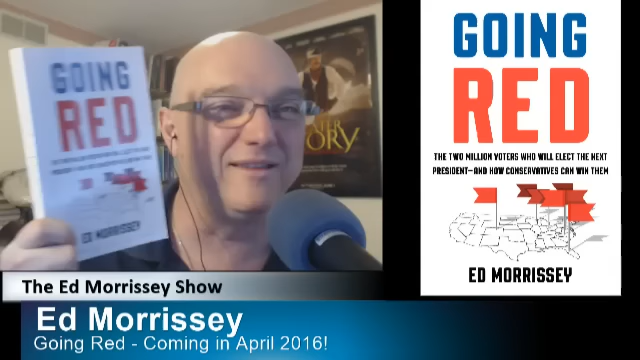 GOING
RED
ED MORRISSEY
ORY
The Ed Morrissey Show
Ed Morrissey
Going Red - Coming in April 2016!
GOING
RED
THE TWO MILLION VOTERS WHO WILL ELECT THE NEXT
PRESIDENT—AND HOW CONSERVATIVES CAN WIN THEM
ED MORRISSEY